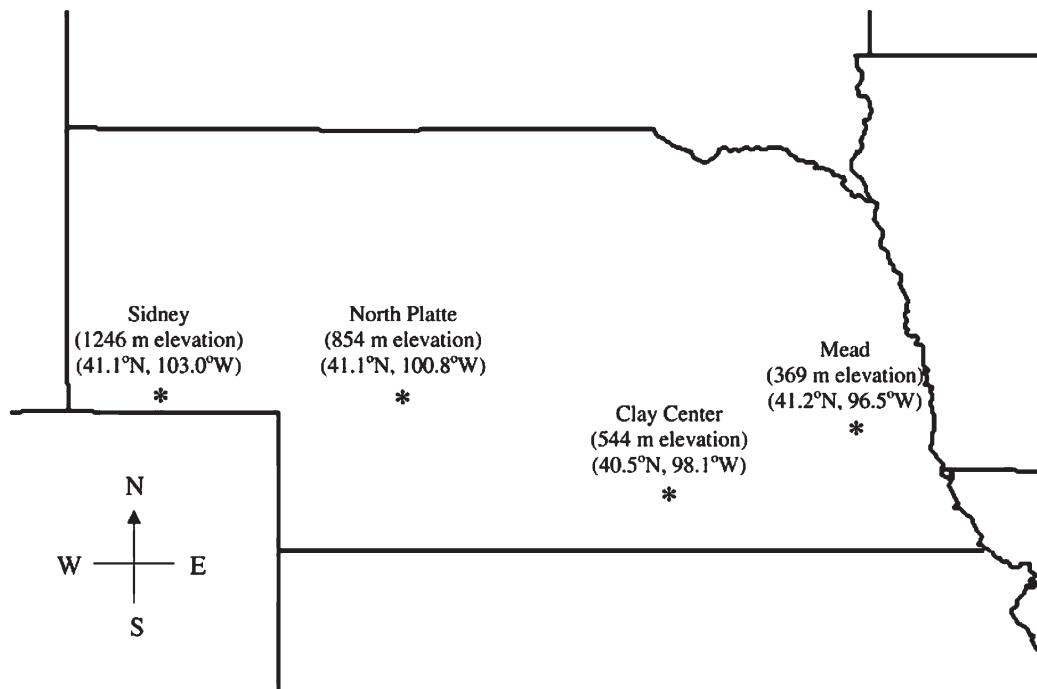 Sidney
(1246 m elevation)
(41.1°N, 103.0°W)
*
North Platte
(854 m elevation)
(41.1°N, 100.8°W)
*
Mead
(369 m elevation)
(41.2°N, 96.5°W)
*
Clay Center
(544 m elevation)
(40.5°N, 98.1°W)
*
N
W E
S